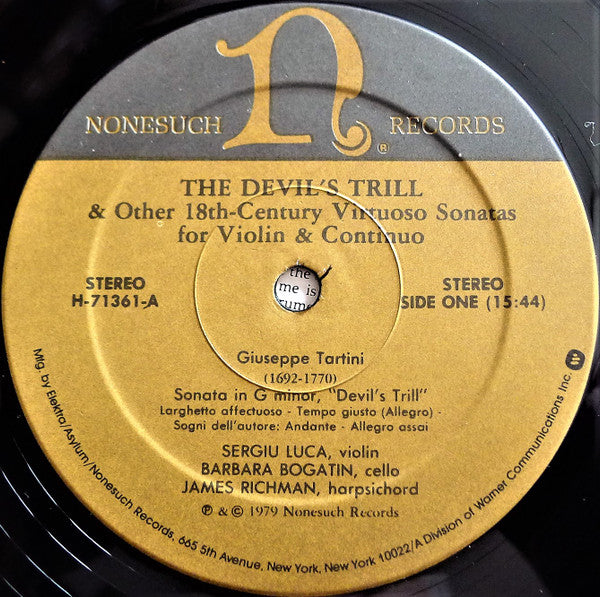 n
NONESUCH RECORDS
®
THE DEVIL'S TRILL
& Other 18th-Century Virtuoso Sonatas
for Violin & Continuo
STEREO
H-71361-A
the
me is
STEREO
SIDE ONE (15:44)
Giuseppe Tartini
(1692-1770)
Sonata in G minor, "Devil's Trill"
Larghetto affectuoso - Tempo giusto (Allegro) -
Sogni dell'autore: Andante - Allegro assai
SERGIU LUCA, violin
BARBARA BOGATIN, cello
JAMES RICHMAN, harpsichord
℗ & © 1979 Nonesuch Records
Mfg. by Elektra/Asylum/Nonesuch Records, 665 5th Avenue, New York, New York 10022/A Division of Warner Communications Inc.